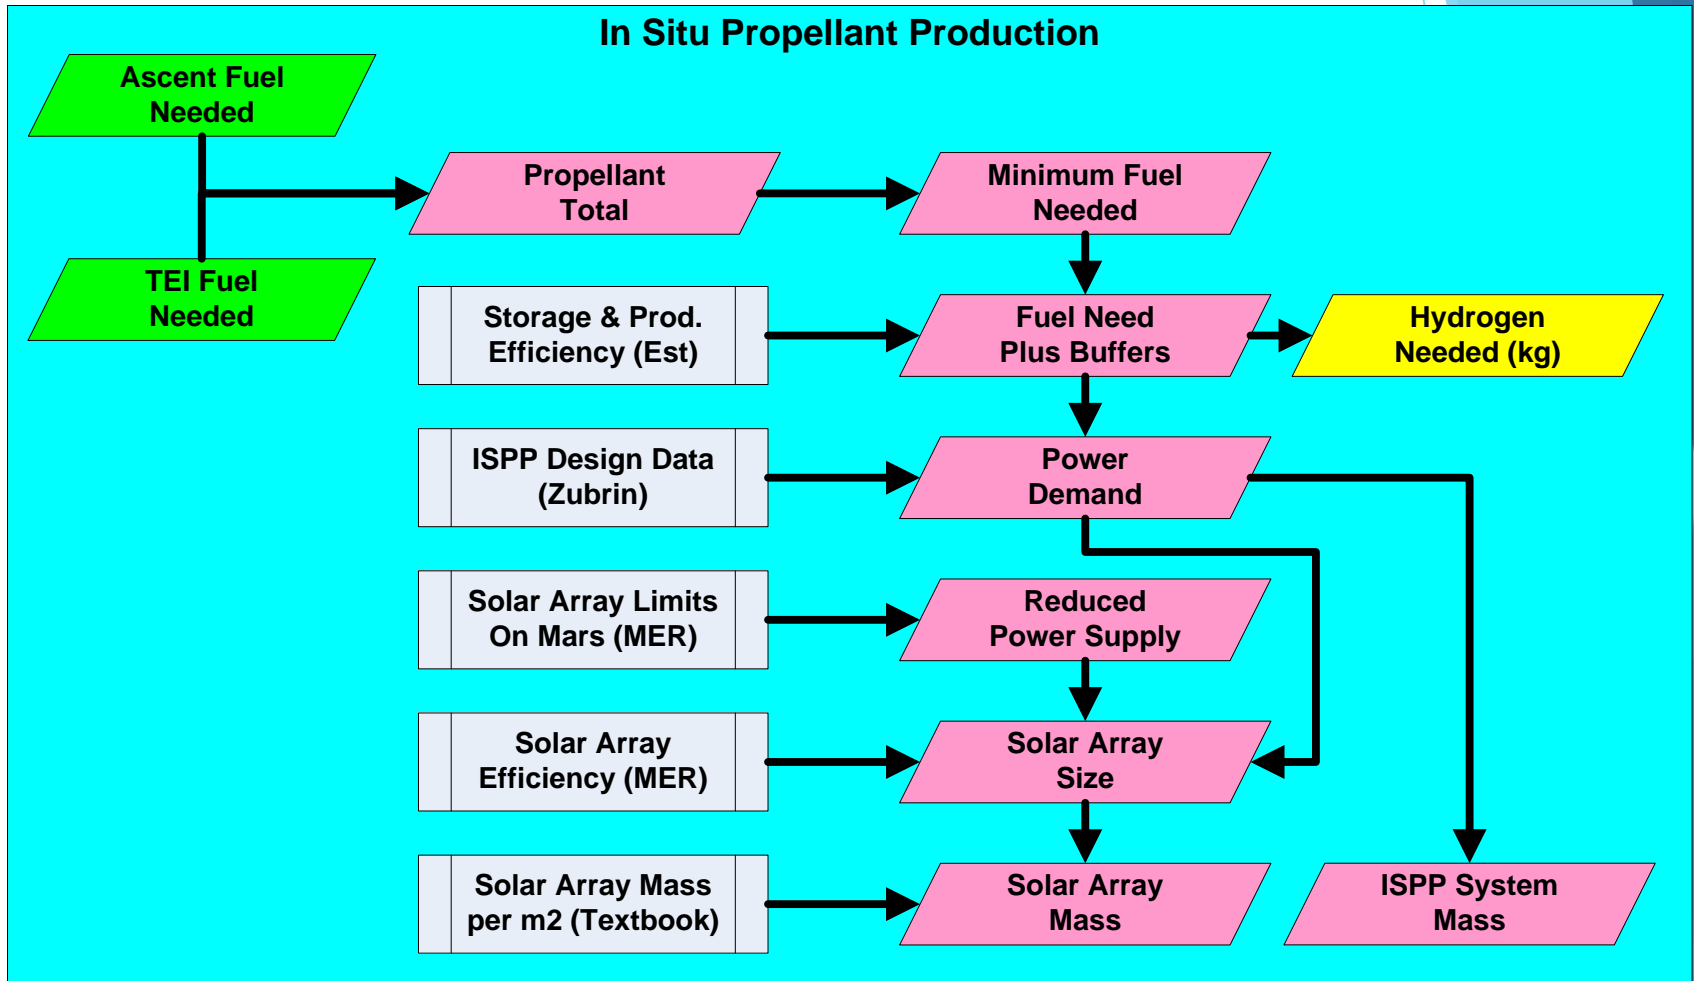 In Situ Propellant Production
Ascent Fuel
Needed
Propellant
Total
Minimum Fuel
Needed
TEI Fuel
Needed
Storage & Prod.
Efficiency (Est)
Fuel Need
Plus Buffers
Hydrogen
Needed (kg)
ISPP Design Data
(Zubrin)
Power
Demand
Solar Array Limits
On Mars (MER)
Reduced
Power Supply
Solar Array
Efficiency (MER)
Solar Array
Size
Solar Array Mass
per m2 (Textbook)
Solar Array
Mass
ISPP System
Mass